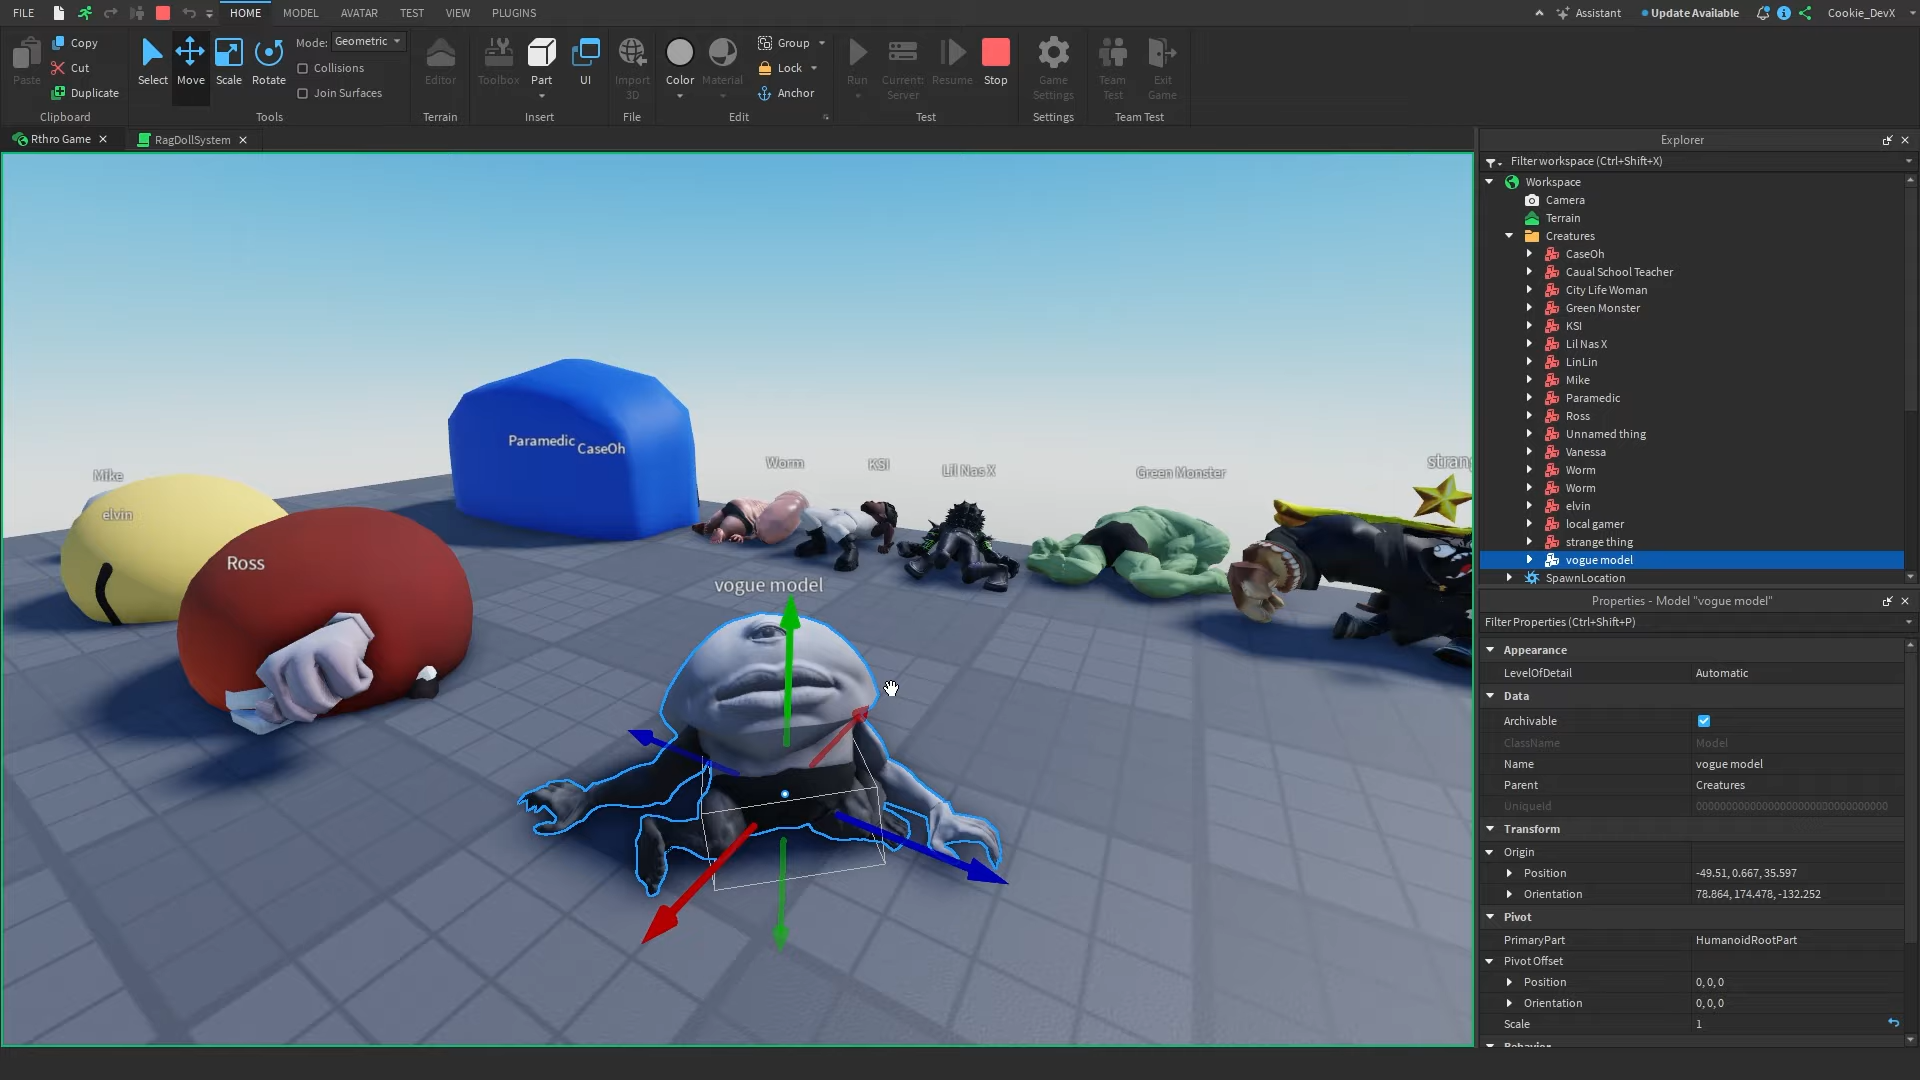 FILE HOME MODEL AVATAR TEST VIEW PLUGINS Assistant Update Available Cookie_DevX
Paste Copy Cut Duplicate Clipboard
Select Move Scale Rotate Mode: Geometric Collisions Join Surfaces Tools
Editor Terrain
Toolbox Part UI Insert
Import 3D File
Color Material Group Lock Anchor Edit
Run Current: Server Resume Stop Test
Game Settings Settings
Team Test Exit Game Team Test
Rthro Game RagDollSystem
Mike
elvin
Ross
Paramedic
CaseOh
Worm
KSI
Lil Nas X
Green Monster
strang
vogue model
Explorer
Filter workspace (Ctrl+Shift+X)
Workspace
Camera
Terrain
Creatures
CaseOh
Caual School Teacher
City Life Woman
Green Monster
KSI
Lil Nas X
LinLin
Mike
Paramedic
Ross
Unnamed thing
Vanessa
Worm
Worm
elvin
local gamer
strange thing
vogue model
SpawnLocation
Properties - Model "vogue model"
Filter Properties (Ctrl+Shift+P)
Appearance
LevelOfDetail Automatic
Data
Archivable
ClassName Model
Name vogue model
Parent Creatures
UniqueId
Transform
Origin
Position -49.51, 0.667, 35.597
Orientation 78.864, 174.478, -132.252
Pivot
PrimaryPart HumanoidRootPart
Pivot Offset
Position 0, 0, 0
Orientation 0, 0, 0
Scale 1
Behavior